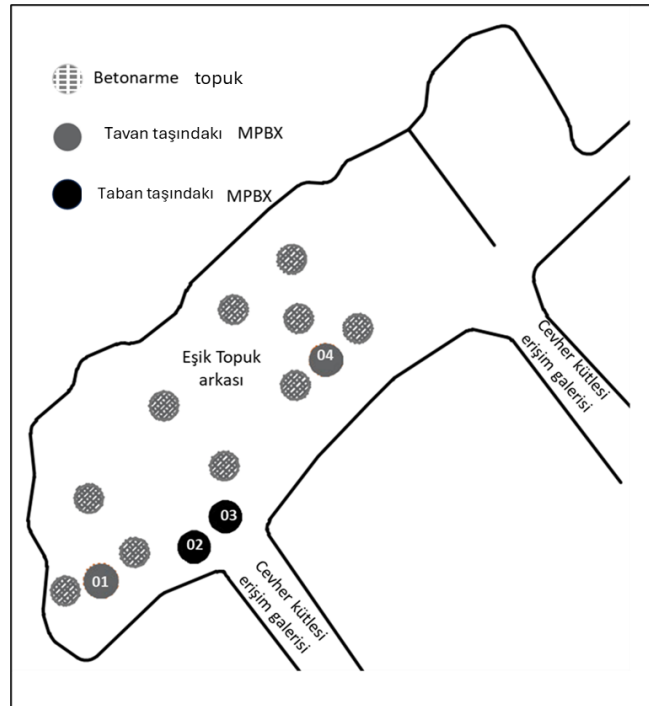 Betonarme topuk
Tavan taşındakı MPBX
Taban taşındakı MPBX
Eşik Topuk
arkası
04
03
02
01
Cevher kütlesi
erişim galerisi
Cevher kütlesi
erişim galerisi